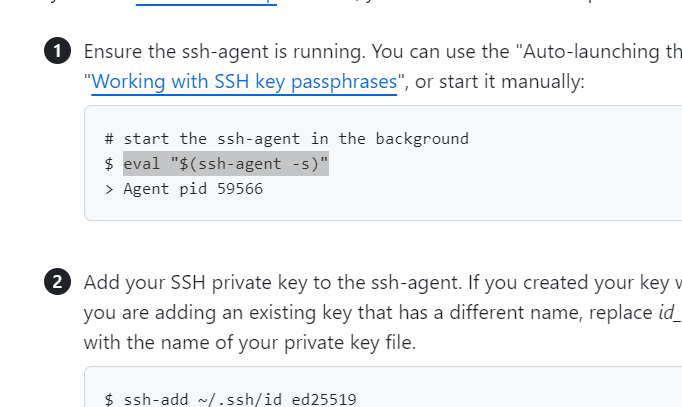 1 Ensure the ssh-agent is running. You can use the "Auto-launching th
"Working with SSH key passphrases", or start it manually:
# start the ssh-agent in the background
$ eval "$(ssh-agent -s)"
> Agent pid 59566
2 Add your SSH private key to the ssh-agent. If you created your key
you are adding an existing key that has a different name, replace id_
with the name of your private key file.
$ ssh-add ~/.ssh/id_ed25519